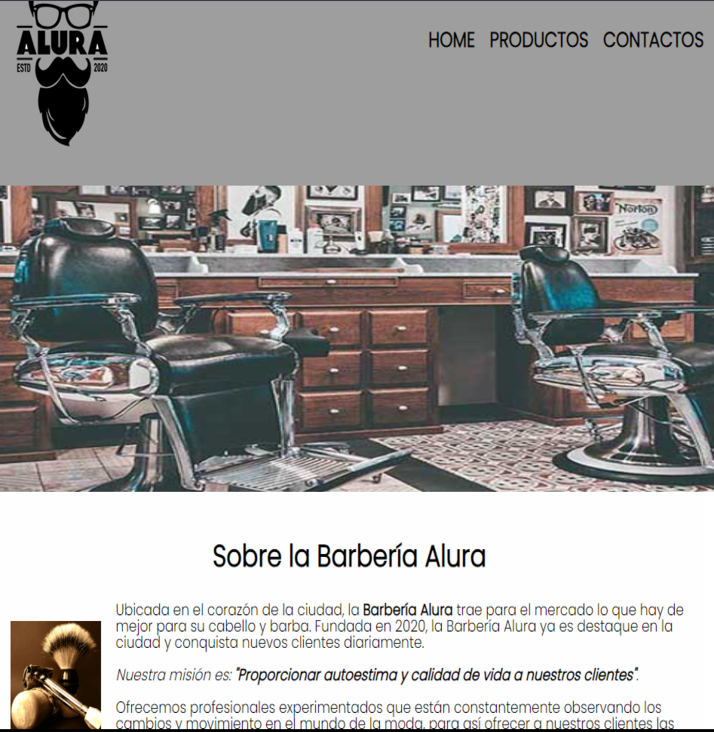 ALURA
ESTD 2020
HOME PRODUCTOS CONTACTOS
Norton
Sobre la Barbería Alura
Ubicada en el corazón de la ciudad, la Barbería Alura trae para el mercado lo que hay de
mejor para su cabello y barba. Fundada en 2020, la Barbería Alura ya es destaque en la
ciudad y conquista nuevos clientes diariamente.
Nuestra misión es: "Proporcionar autoestima y calidad de vida a nuestros clientes".
Ofrecemos profesionales experimentados que están constantemente observando los
cambios y movimiento en el mundo de la moda, para así ofrecer a nuestros clientes las